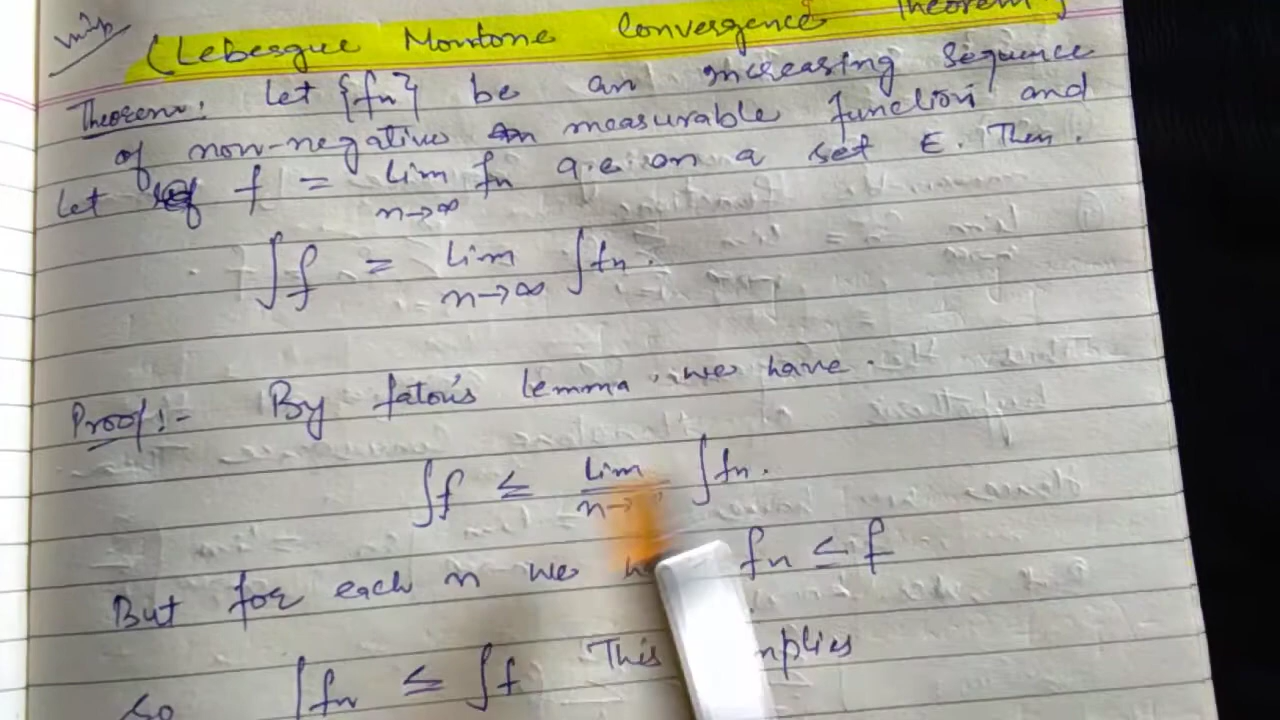 (Lebesgue Montone Convergence Theorem)
Theorem: Let {fn} be an increasing sequence
of non-negative measurable function and
Let f = lim n→∞ fn a.e. on a set E. Then.
∫f = lim n→∞ ∫fn.
Proof:- By fatou's lemma, we have.
∫f ≤ lim n→ ∫fn.
But for each n we fn ≤ f
So ∫fn ≤ ∫f This mplies